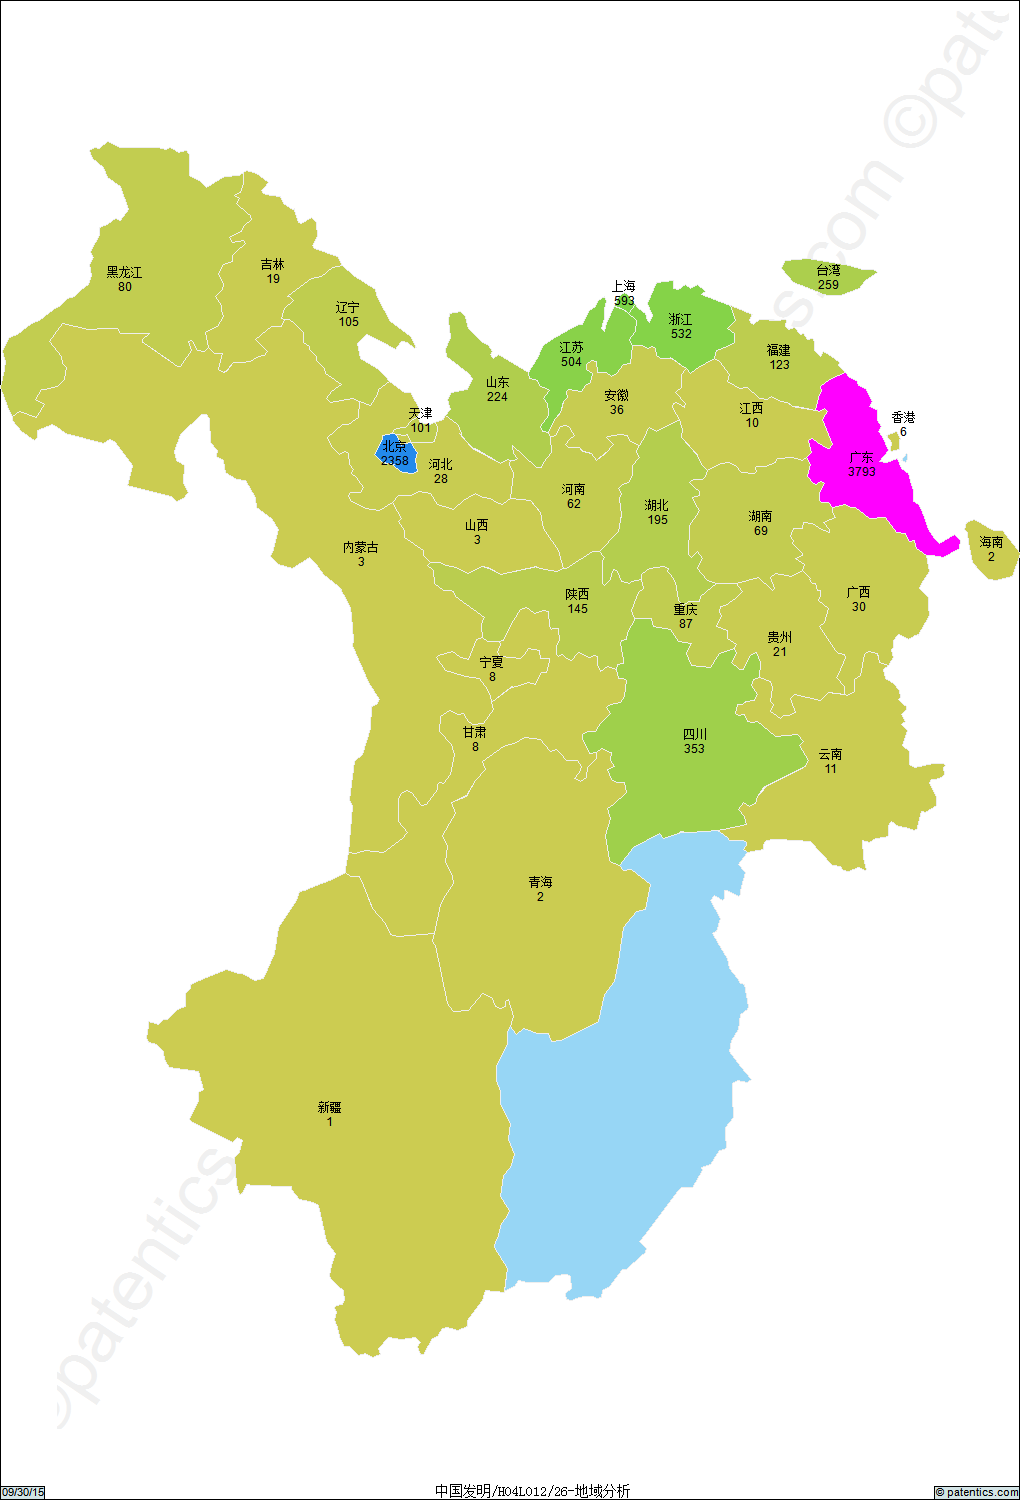 ©patentics.com ©patentics.com
黑龙江
80
吉林
19
辽宁
105
台湾
259
上海
593
浙江
532
江苏
504
福建
123
山东
224
安徽
36
江西
10
天津
101
香港
6
北京
2358
河北
28
广东
3793
河南
62
湖北
195
湖南
69
山西
3
内蒙古
3
海南
2
陕西
145
重庆
87
广西
30
贵州
21
宁夏
8
甘肃
8
四川
353
云南
11
青海
2
新疆
1
09/30/15
中国发明/H04L012/26-地域分析
© patentics.com